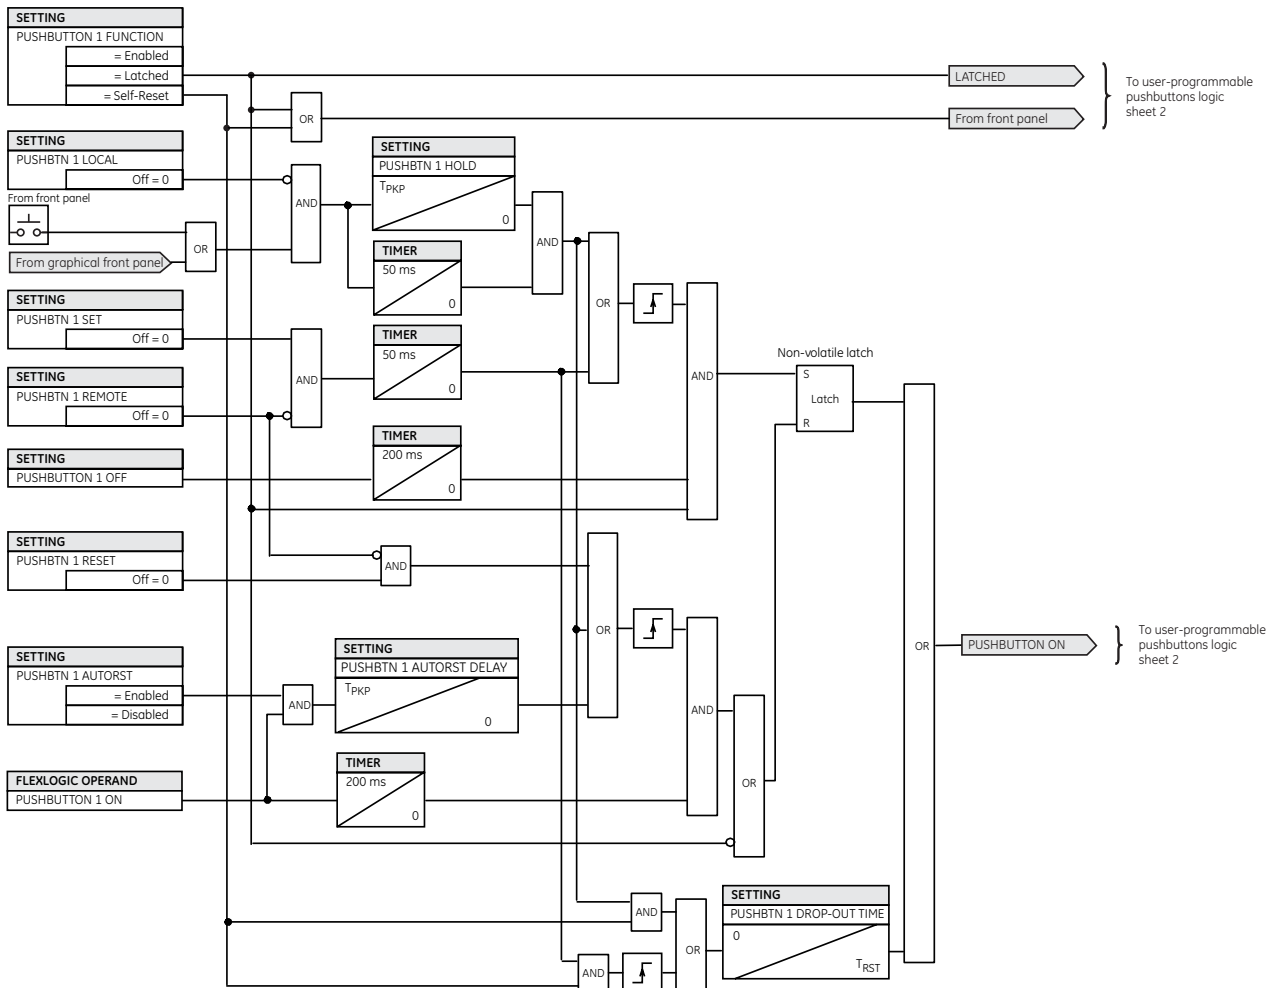 SETTING
PUSHBUTTON 1 FUNCTION
= Enabled
= Latched
= Self-Reset
OR
LATCHED
From front panel
To user-programmable
pushbuttons logic
sheet 2
SETTING
PUSHBTN 1 LOCAL
Off = 0
From front panel
From graphical front panel
OR
AND
SETTING
PUSHBTN 1 HOLD
TPKP
0
TIMER
50 ms
0
AND
SETTING
PUSHBTN 1 SET
Off = 0
SETTING
PUSHBTN 1 REMOTE
Off = 0
AND
TIMER
50 ms
0
OR
AND
Non-volatile latch
S
Latch
R
SETTING
PUSHBUTTON 1 OFF
TIMER
200 ms
0
SETTING
PUSHBTN 1 RESET
Off = 0
AND
OR
SETTING
PUSHBTN 1 AUTORST
= Enabled
= Disabled
AND
SETTING
PUSHBTN 1 AUTORST DELAY
TPKP
0
AND
OR
PUSHBUTTON ON
To user-programmable
pushbuttons logic
sheet 2
FLEXLOGIC OPERAND
PUSHBUTTON 1 ON
TIMER
200 ms
0
OR
AND
AND
OR
SETTING
PUSHBTN 1 DROP-OUT TIME
0
TRST